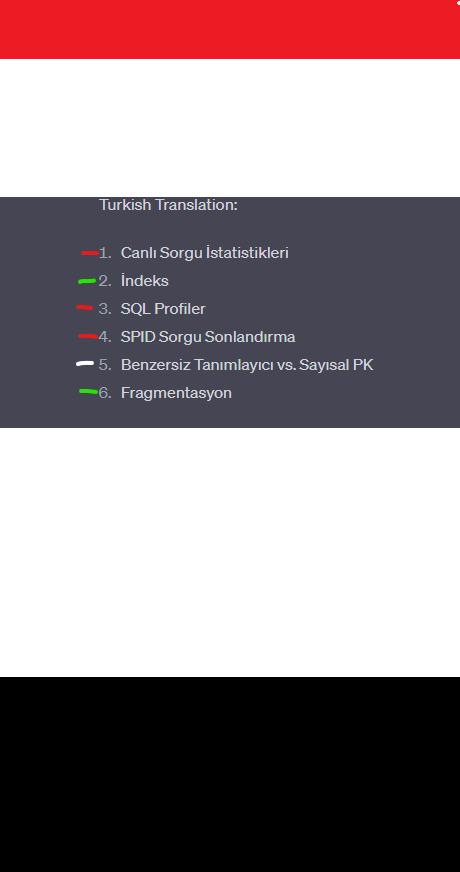 Turkish Translation:
1. Canlı Sorgu İstatistikleri
2. İndeks
3. SQL Profiler
4. SPID Sorgu Sonlandırma
5. Benzersiz Tanımlayıcı vs. Sayısal PK
6. Fragmentasyon